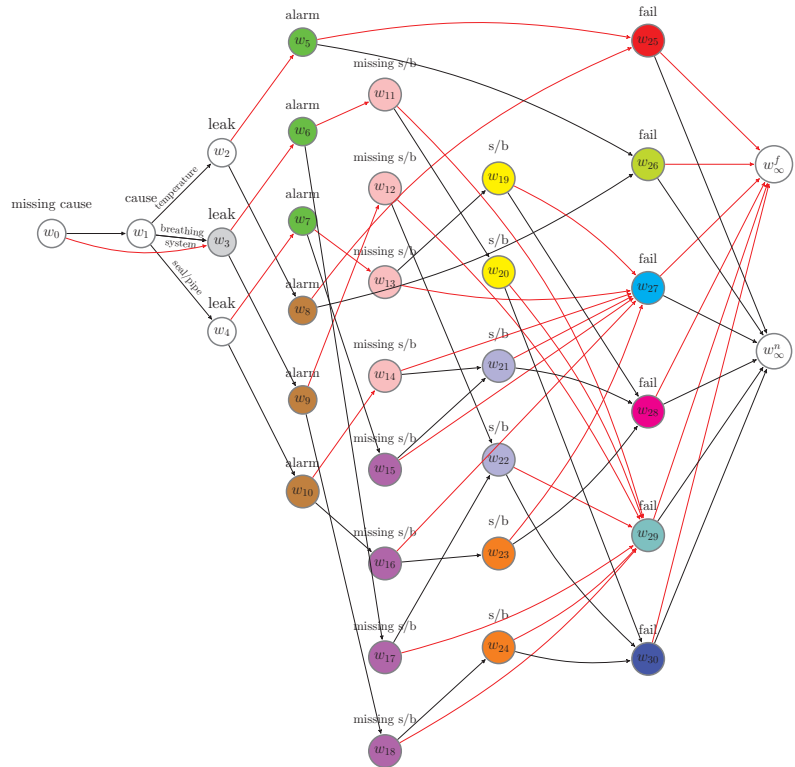 missing cause
w0
cause
w1
temperature
breathing
system
seal/pipe
leak
w2
leak
w3
leak
w4
alarm
w5
alarm
w6
alarm
w7
alarm
w8
alarm
w9
alarm
w10
missing s/b
w11
missing s/b
w12
missing s/b
w13
missing s/b
w14
missing s/b
w15
missing s/b
w16
missing s/b
w17
missing s/b
w18
s/b
w19
s/b
w20
s/b
w21
s/b
w22
s/b
w23
s/b
w24
fail
w25
fail
w26
fail
w27
fail
w28
fail
w29
fail
w30
w∞^f
w∞^n